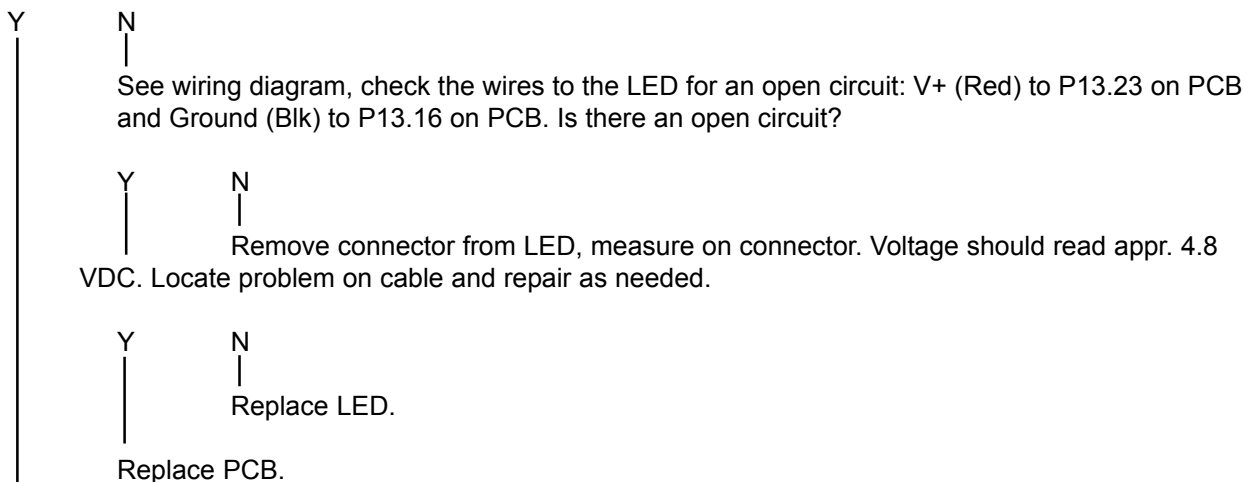 Y N
See wiring diagram, check the wires to the LED for an open circuit: V+ (Red) to P13.23 on PCB
and Ground (Blk) to P13.16 on PCB. Is there an open circuit?
Y N
Remove connector from LED, measure on connector. Voltage should read appr. 4.8
VDC. Locate problem on cable and repair as needed.
Y N
Replace LED.
Replace PCB.